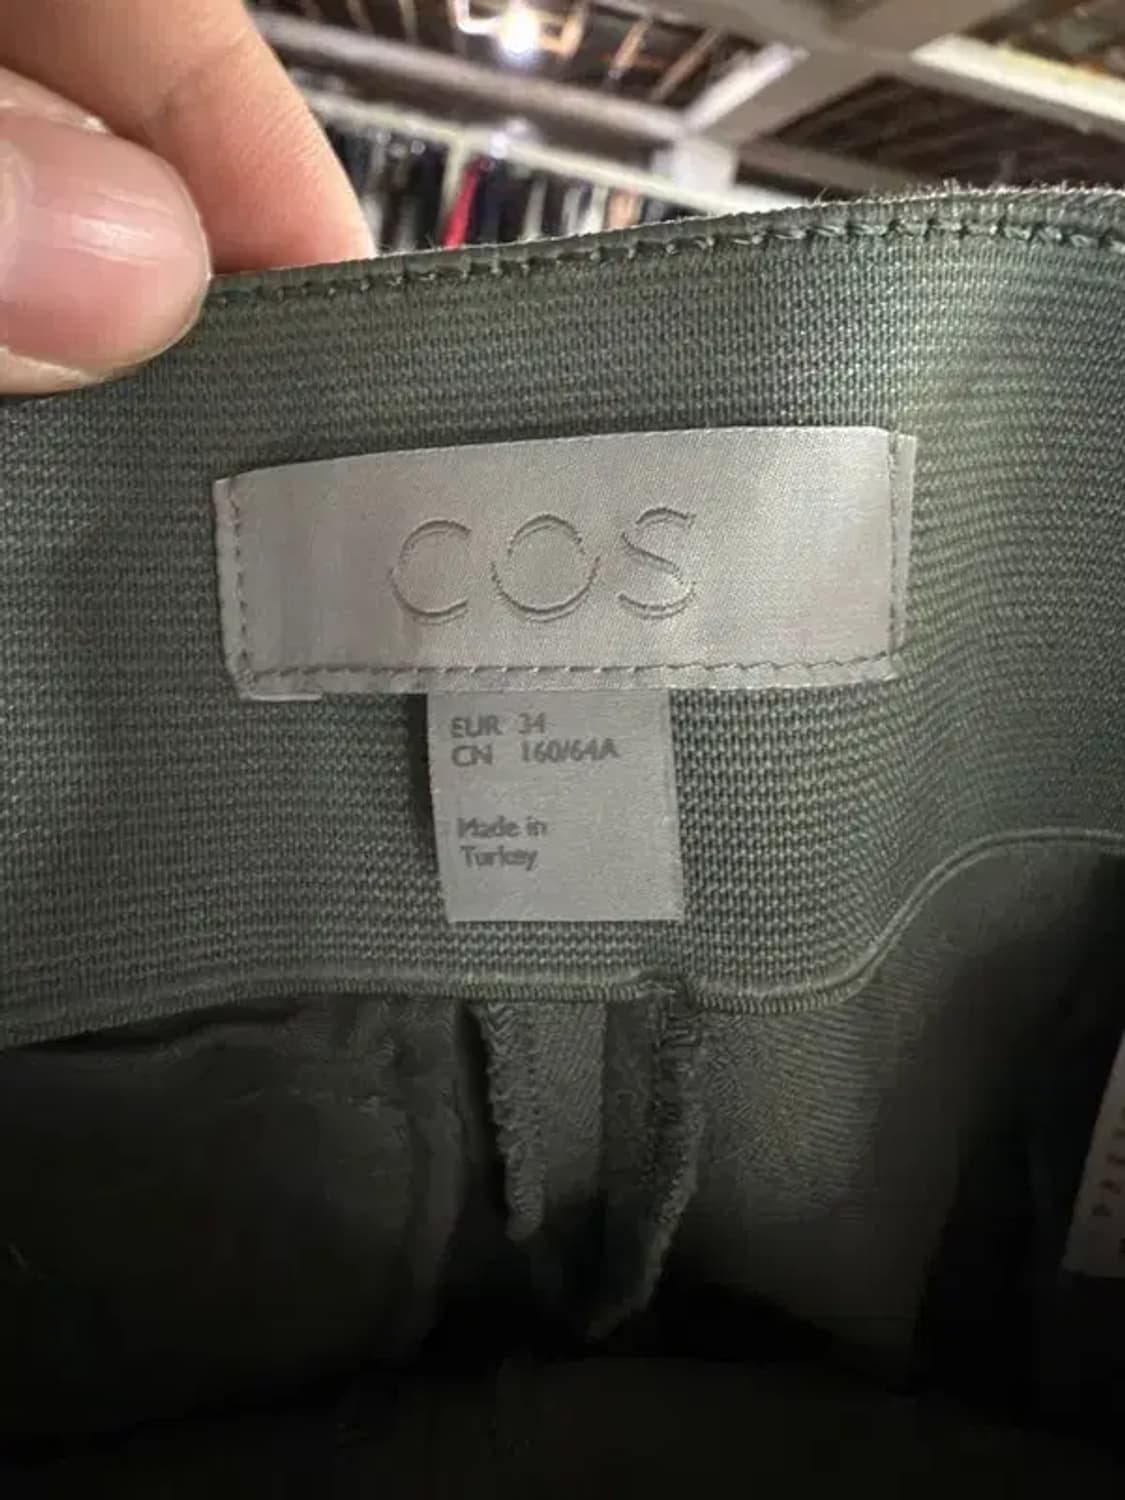 COS
EUR 34
CN 160/64A
Made in
Turkey